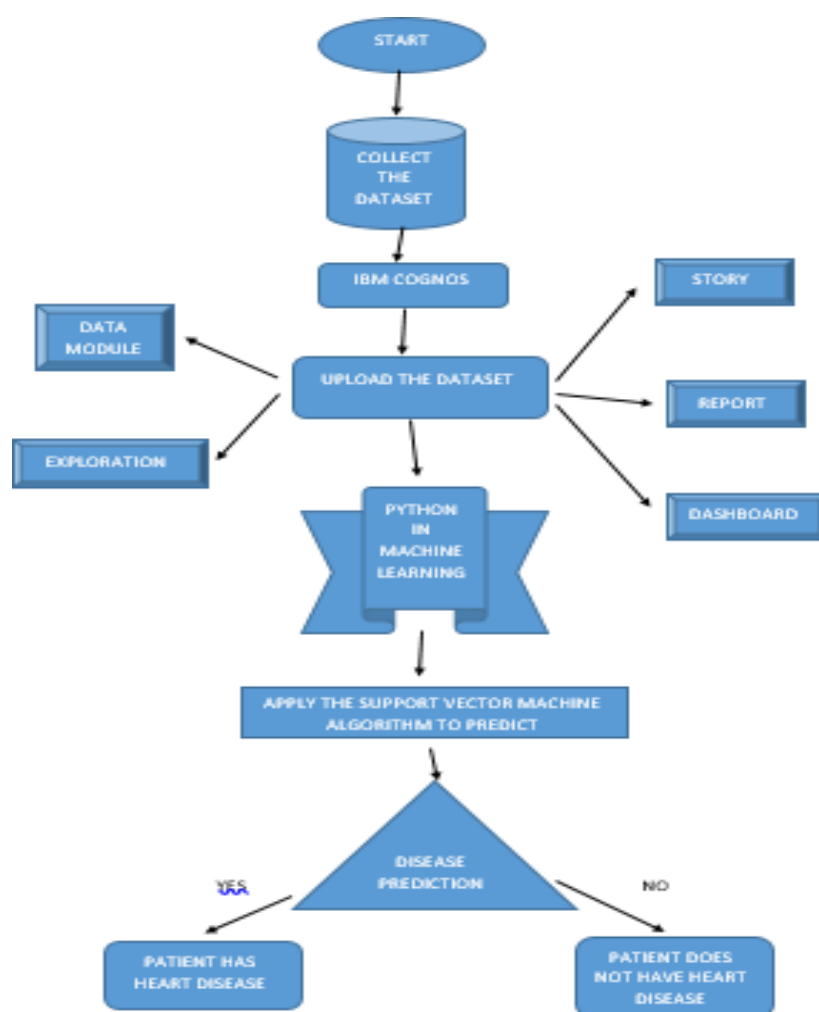 START
COLLECT
THE
DATASET
IBM COGNOS
STORY
DATA
MODULE
UPLOAD THE DATASET
REPORT
EXPLORATION
DASHBOARD
PYTHON
IN
MACHINE
LEARNING
APPLY THE SUPPORT VECTOR MACHINE
ALGORITHM TO PREDICT
DISEASE
PREDICTION
YES
NO
PATIENT HAS
HEART DISEASE
PATIENT DOES
NOT HAVE HEART
DISEASE